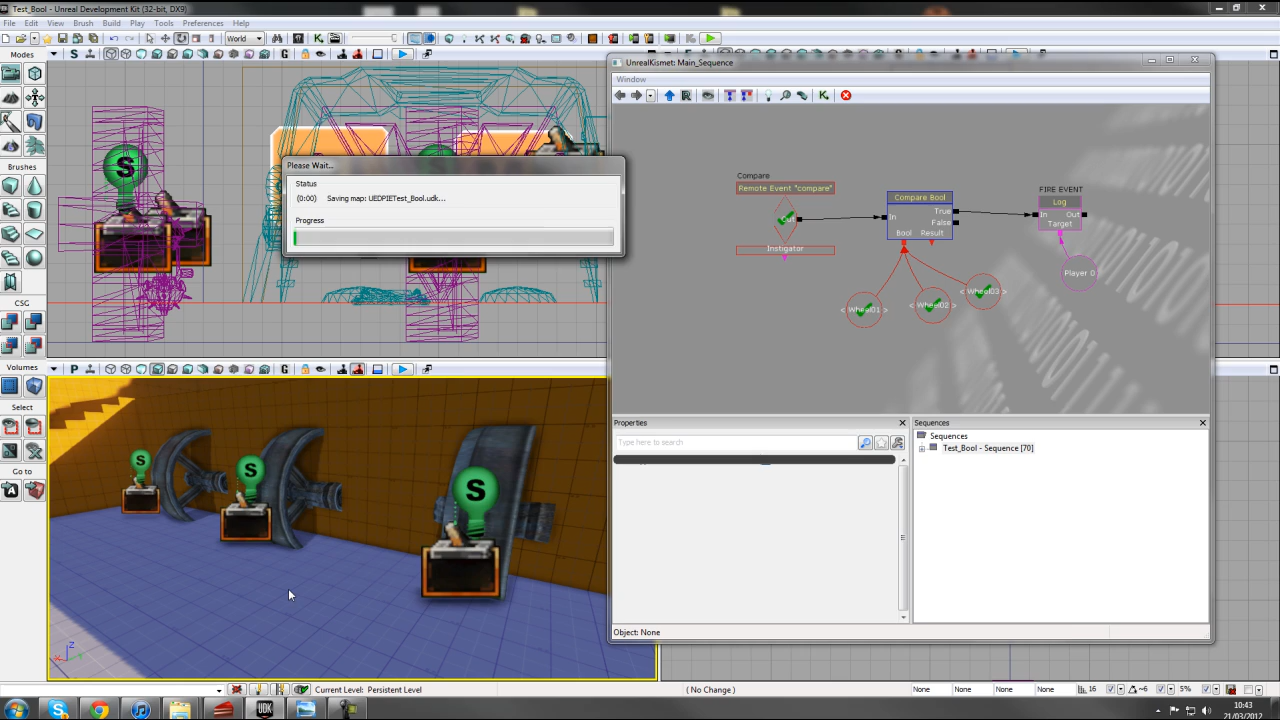 Test_Bool - Unreal Development Kit (32-bit, DX9)
File Edit View Brush Build Play Tools Preferences Help
World
Modes
S G
UnrealKismet: Main_Sequence
Window
K
Compare
Remote Event "compare"
Out
Instigator
Compare Bool
In
True
False
Bool Result
FIRE EVENT
Log
In Out
Target
Player 0
< Wheel01 >
< Wheel02 >
< Wheel03 >
S
Please Wait...
Status
(0:00) Saving map: UEDPIETest_Bool.udk...
Progress
Brushes
CSG
Volumes
Select
Go to
P G
S
S
S
Z
X
Y
Properties
Type here to search
Sequences
Sequences
Test_Bool - Sequence [70]
Object: None
Current Level: Persistent Level
( No Change )
None None None None 16 ~6 5%
UDK
10:43
21/03/2012